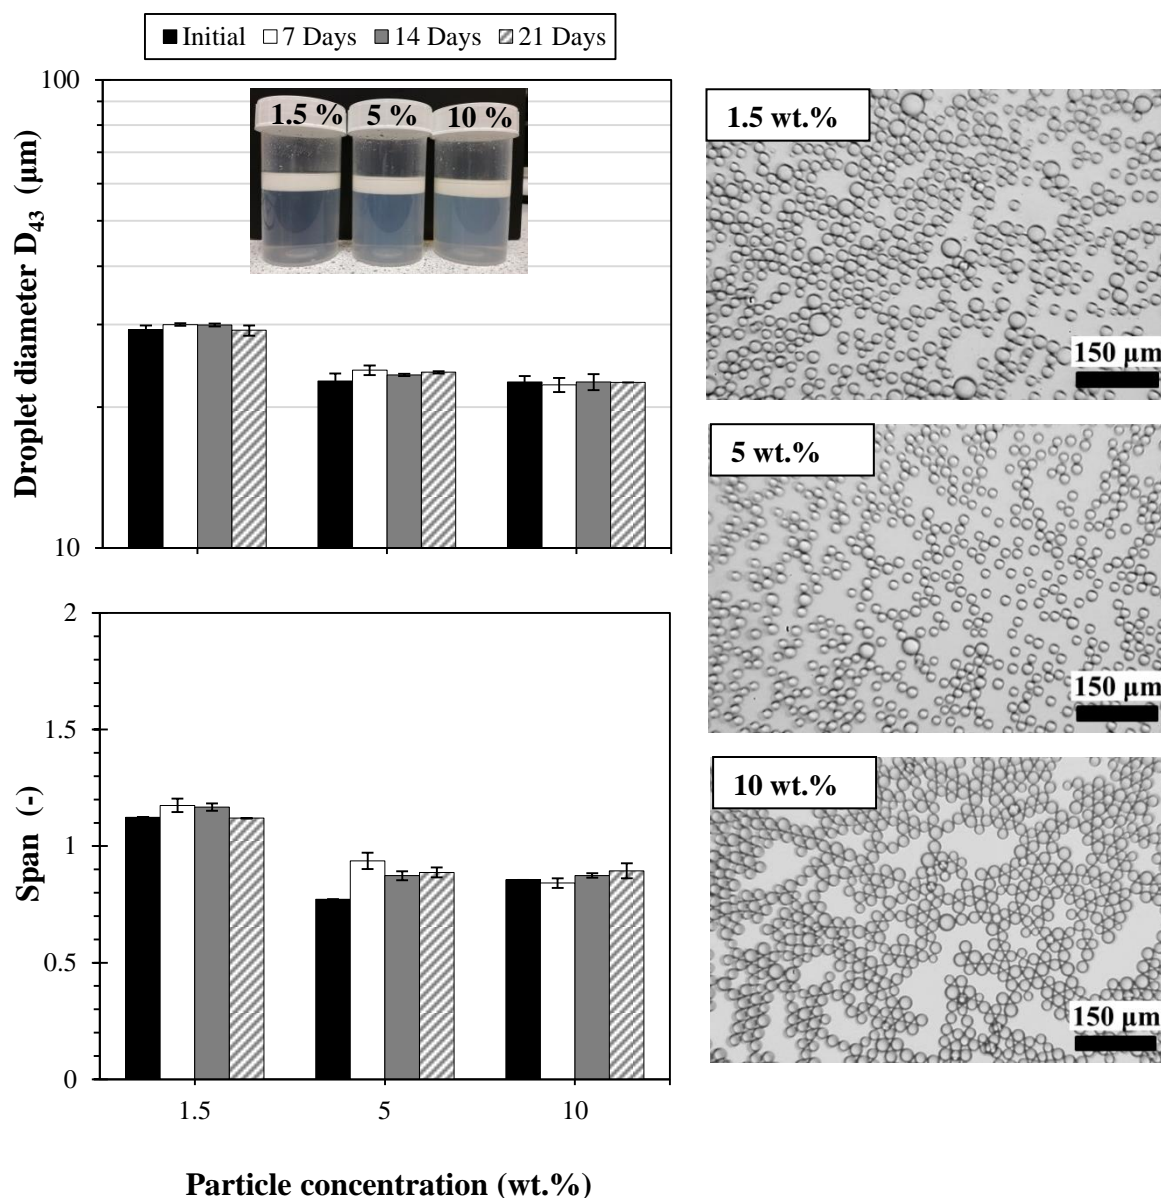 Initial 7 Days 14 Days 21 Days
100
10
Droplet diameter D43 (μm)
1.5 % 5 % 10 %
1.5 wt.%
150 μm
5 wt.%
150 μm
10 wt.%
150 μm
2
1.5
1
0.5
0
Span (-)
1.5 5 10
Particle concentration (wt.%)